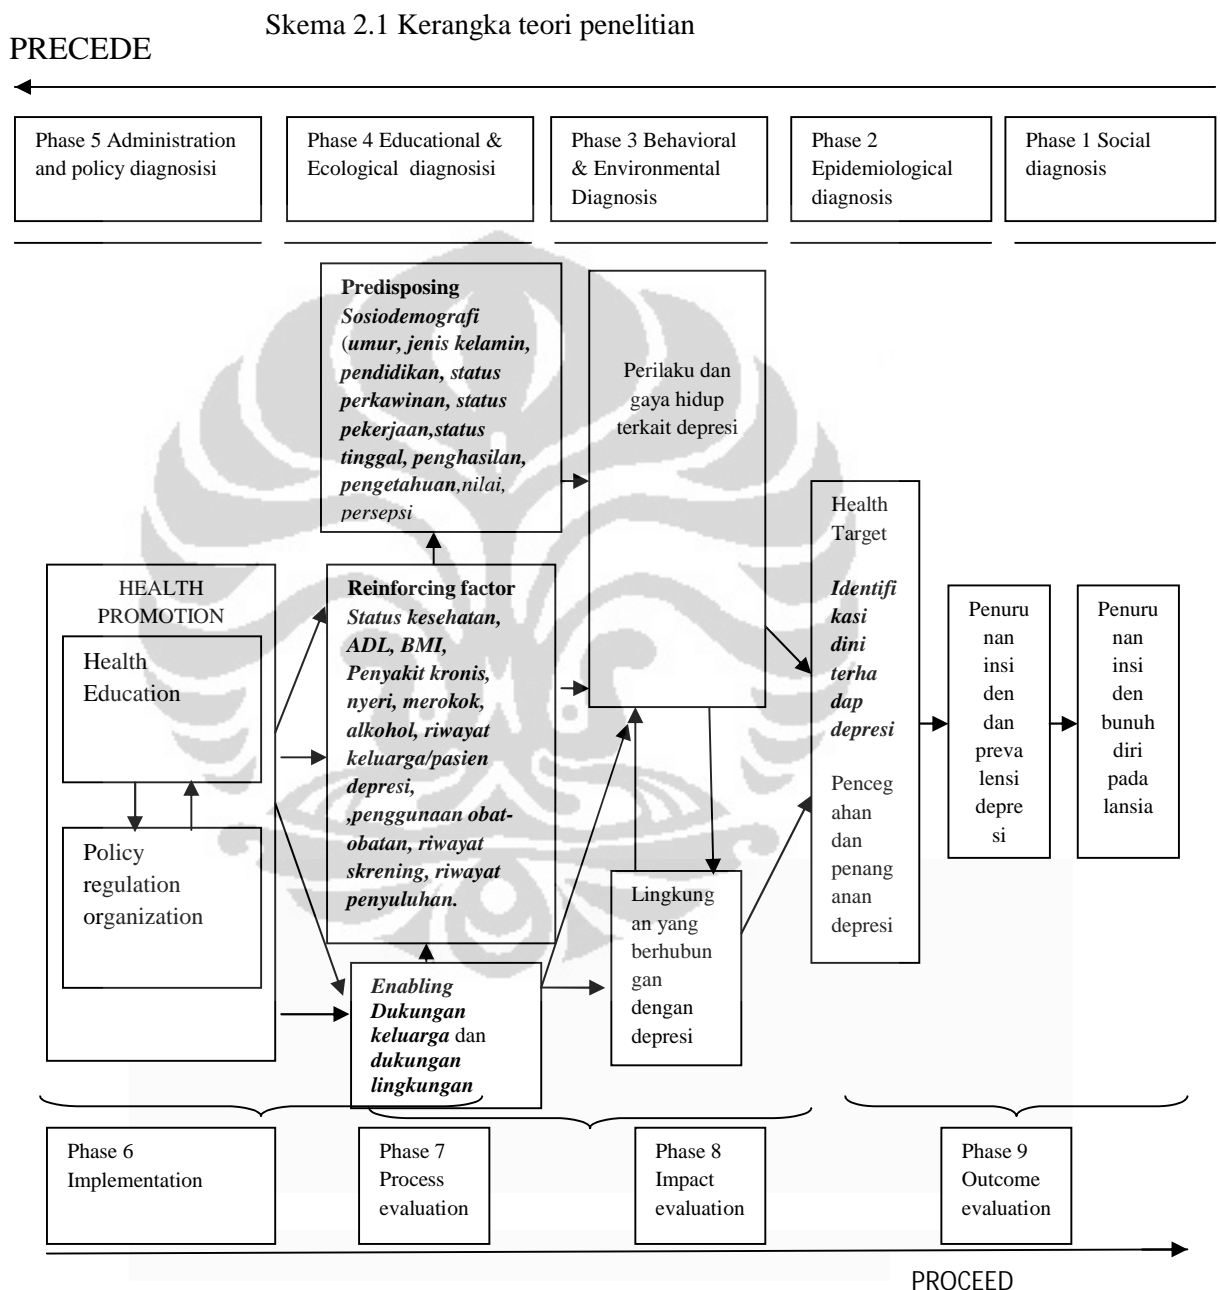 Skema 2.1 Kerangka teori penelitian
PRECEDE
Phase 5 Administration
and policy diagnosisi
Phase 4 Educational &
Ecological diagnosisi
Phase 3 Behavioral
& Environmental
Diagnosis
Phase 2
Epidemiological
diagnosis
Phase 1 Social
diagnosis
Predisposing
Sosiodemografi
(umur, jenis kelamin,
pendidikan, status
perkawinan, status
pekerjaan,status
tinggal, penghasilan,
pengetahuan,nilai,
persepsi
Perilaku dan
gaya hidup
terkait depresi
HEALTH
PROMOTION
Health
Education
Policy
regulation
organization
Reinforcing factor
Status kesehatan,
ADL, BMI,
Penyakit kronis,
nyeri, merokok,
alkohol, riwayat
keluarga/pasien
depresi,
,penggunaan obat-
obatan, riwayat
skrening, riwayat
penyuluhan.
Enabling
Dukungan
keluarga dan
dukungan
lingkungan
Lingkung
an yang
berhubun
gan
dengan
depresi
Health
Target
Identifi
kasi
dini
terha
dap
depresi
Penceg
ahan
dan
penang
anan
depresi
Penuru
nan
insi
den
dan
preva
lensi
depre
si
Penuru
nan
insi
den
bunuh
diri
pada
lansia
Phase 6
Implementation
Phase 7
Process
evaluation
Phase 8
Impact
evaluation
Phase 9
Outcome
evaluation
PROCEED